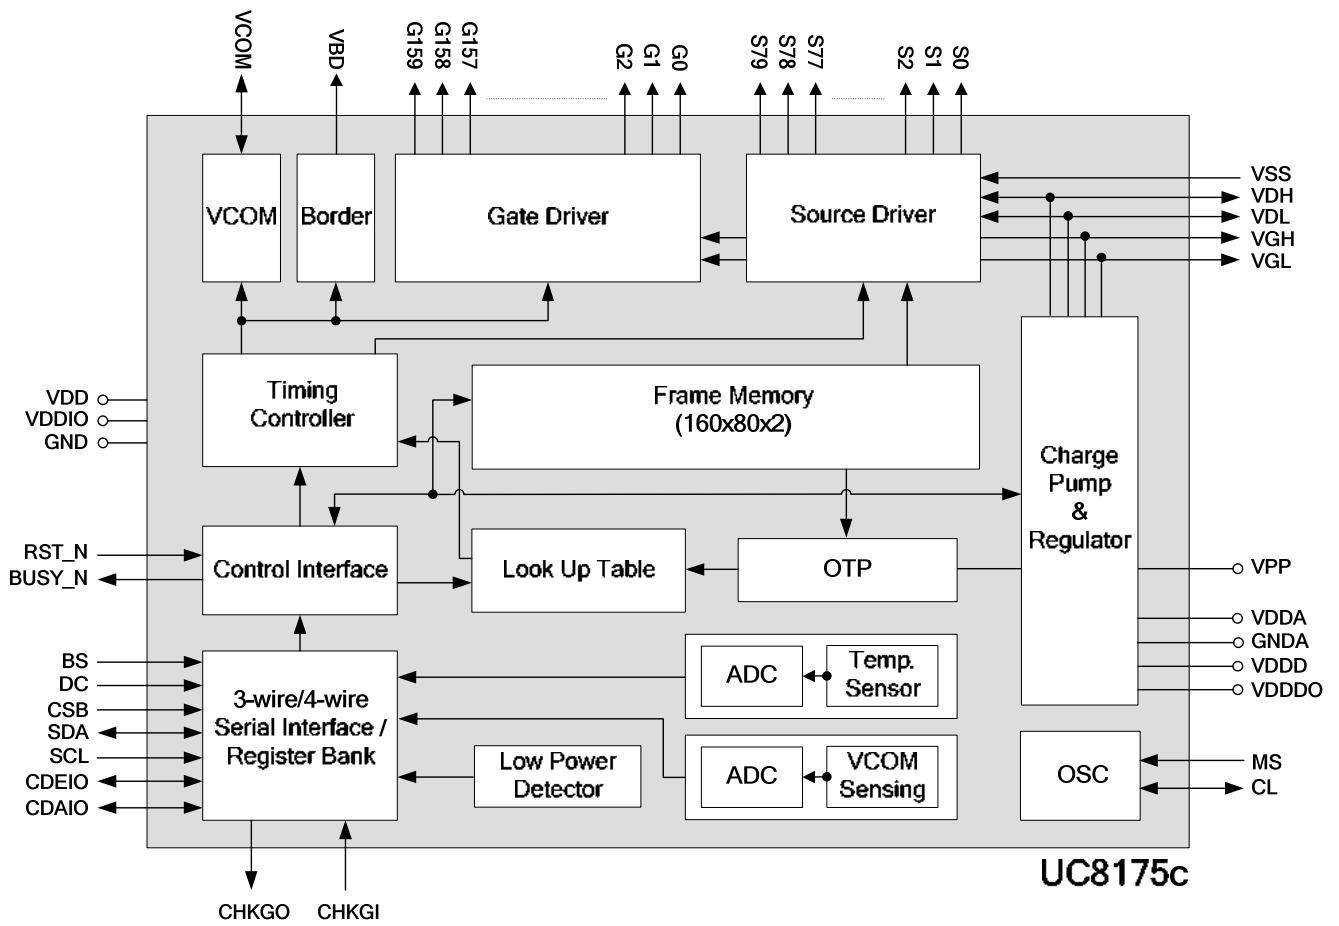 VCOM
VBD
G159
G158
G157
G2
G1
G0
S79
S78
S77
S2
S1
S0
VCOM
Border
Gate Driver
Source Driver
VSS
VDH
VDL
VGH
VGL
VDD
VDDIO
GND
Timing
Controller
Frame Memory
(160x80x2)
Charge
Pump
&
Regulator
RST_N
BUSY_N
Control Interface
Look Up Table
OTP
VPP
VDDA
GNDA
VDDD
VDDDO
BS
DC
CSB
SDA
SCL
CDEIO
CDAIO
3-wire/4-wire
Serial Interface /
Register Bank
ADC
Temp.
Sensor
Low Power
Detector
ADC
VCOM
Sensing
OSC
MS
CL
UC8175c
CHKGO
CHKGI